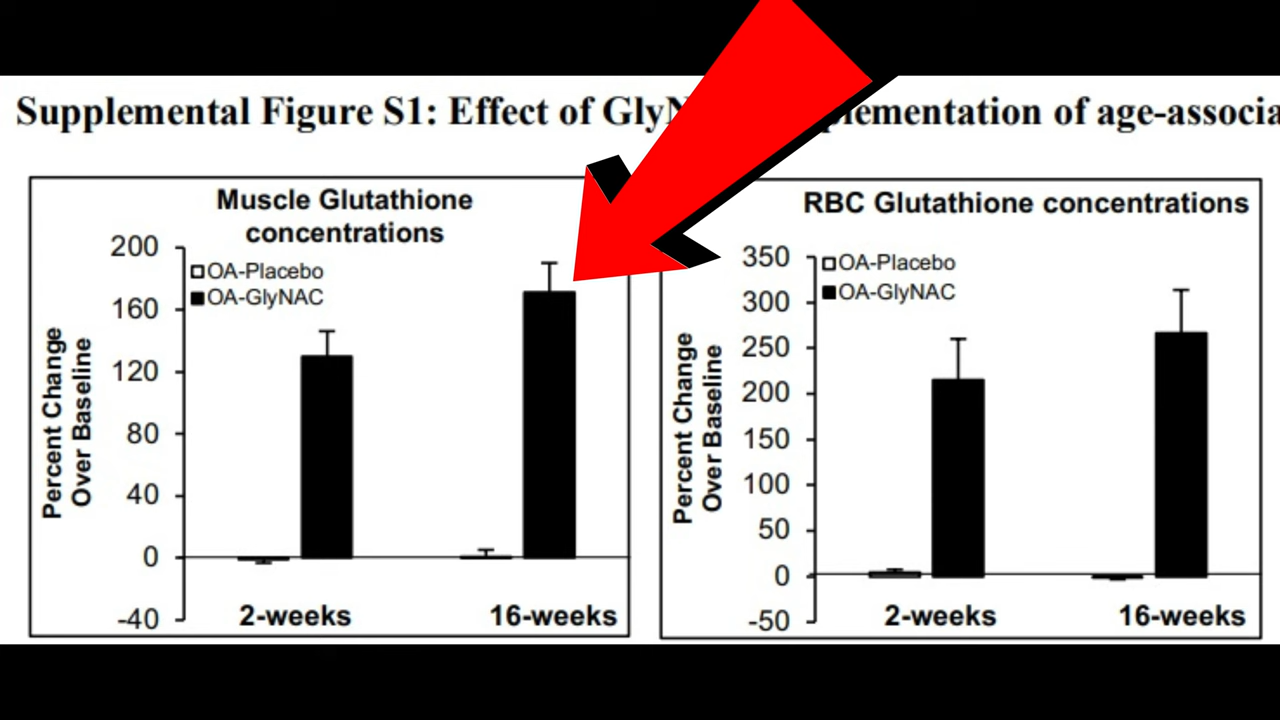 Supplemental Figure S1: Effect of of age-associa
Muscle Glutathione
concentrations
200
160
120
80
40
0
-40
Percent Change
Over Baseline
OA-Placebo
OA-GlyNAC
2-weeks 16-weeks
RBC Glutathione concentrations
350
300
250
200
150
100
50
0
-50
Percent Change
Over Baseline
OA-Placebo
OA-GlyNAC
2-weeks 16-weeks